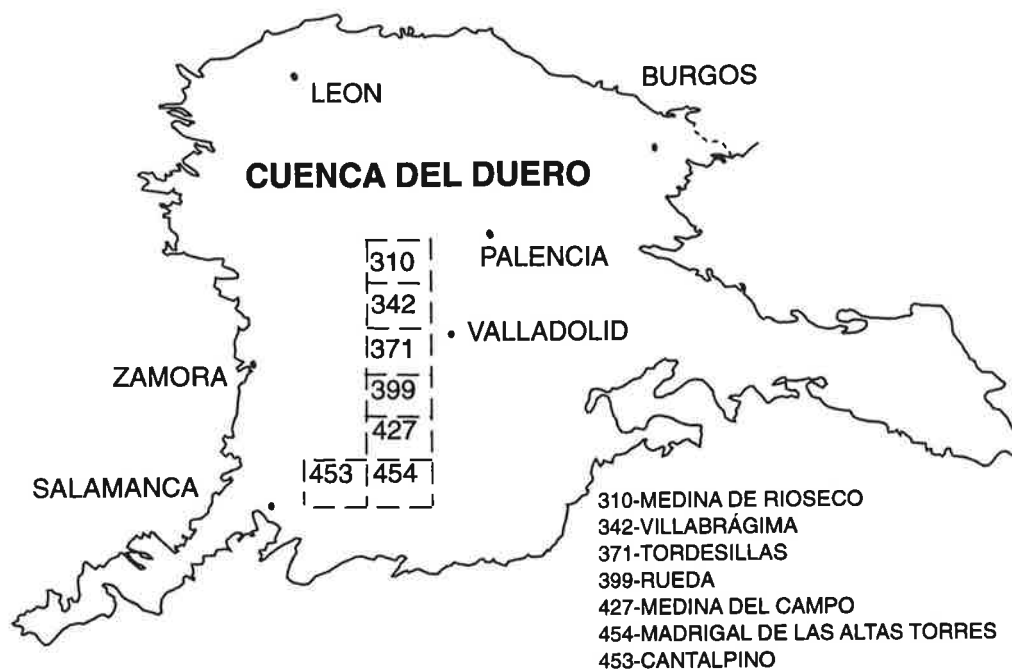 BURGOS
LEON
CUENCA DEL DUERO
310
PALENCIA
342
VALLADOLID
371
ZAMORA
399
427
SALAMANCA
453 454
310-MEDINA DE RIOSECO
342-VILLABRÁGIMA
371-TORDESILLAS
399-RUEDA
427-MEDINA DEL CAMPO
454-MADRIGAL DE LAS ALTAS TORRES
453-CANTALPINO